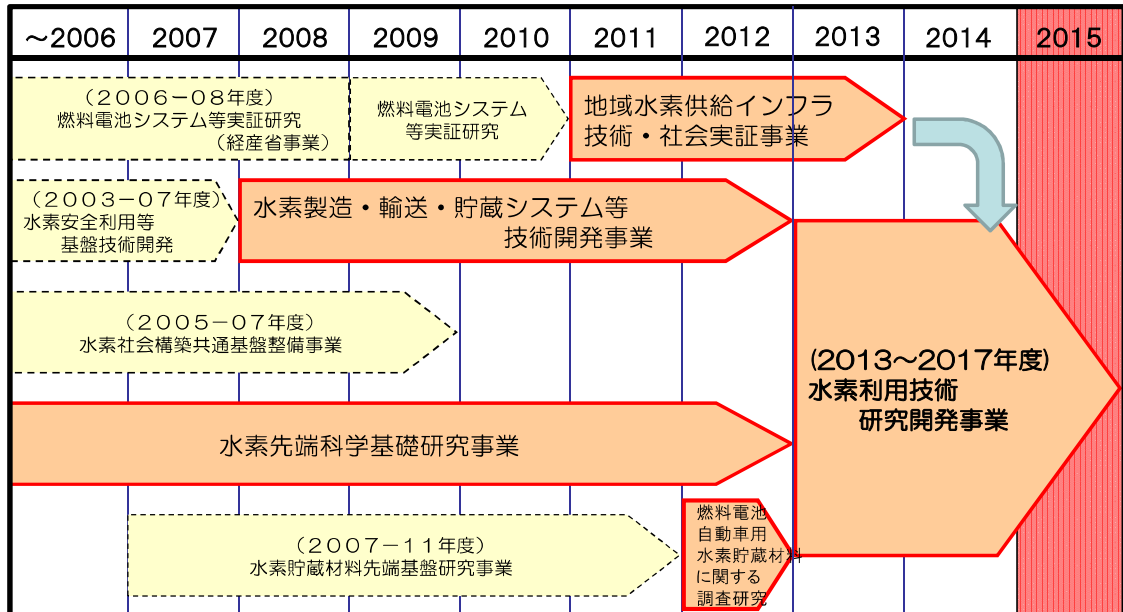 ～2006 2007 2008 2009 2010 2011 2012 2013 2014 2015
（２００６－０８年度）
燃料電池システム等実証研究
（経産省事業）
燃料電池システム
等実証研究
地域水素供給インフラ
技術・社会実証事業
（２００３－０７年度）
水素安全利用等
基盤技術開発
水素製造・輸送・貯蔵システム等
技術開発事業
（２００５－０７年度）
水素社会構築共通基盤整備事業
(２０１３～２０１７年度)
水素利用技術
研究開発事業
水素先端科学基礎研究事業
（２００７－１１年度）
水素貯蔵材料先端基盤研究事業
燃料電池
自動車用
水素貯蔵材料
に関する
調査研究